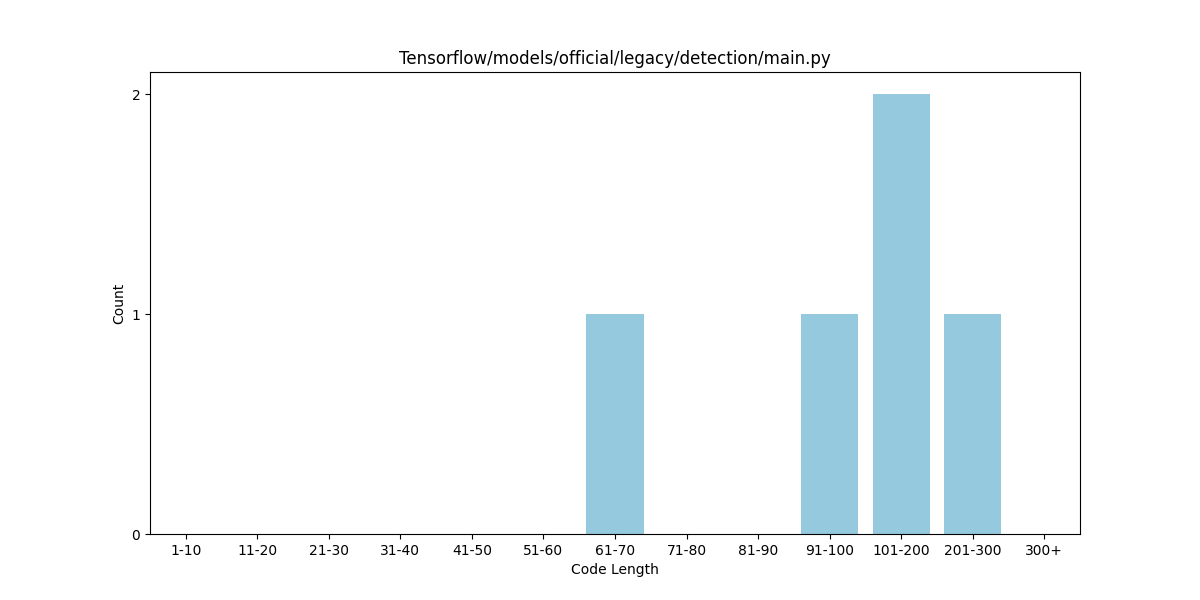 Tensorflow/models/official/legacy/detection/main.py
2
1
0
Count
1-10 11-20 21-30 31-40 41-50 51-60 61-70 71-80 81-90 91-100 101-200 201-300 300+
Code Length